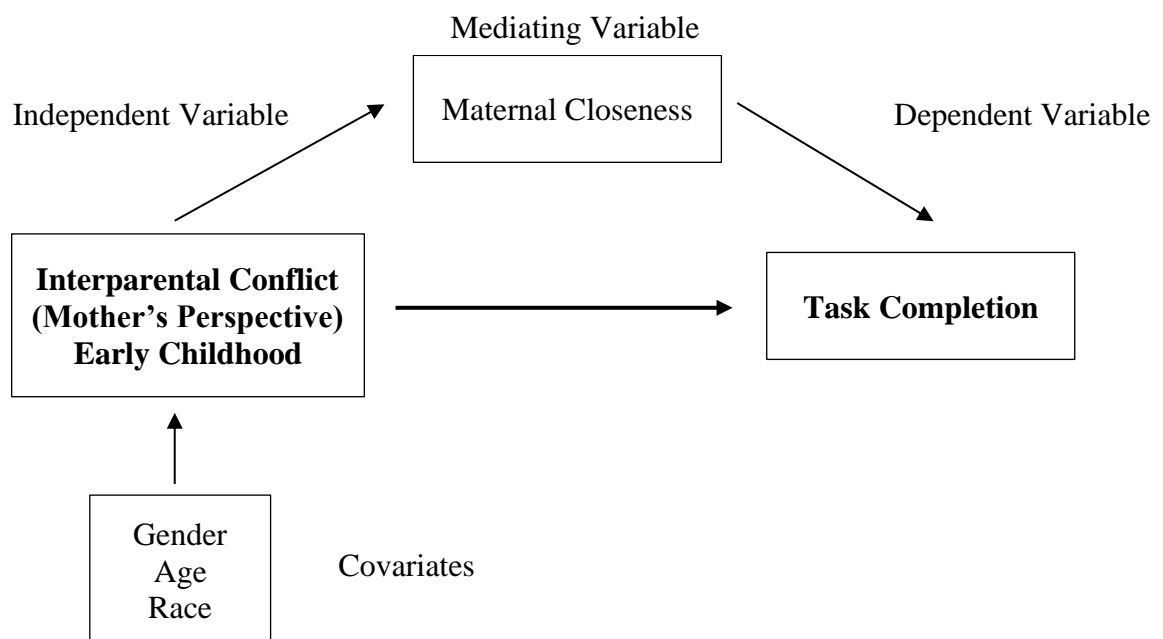 Mediating Variable
Maternal Closeness
Independent Variable
Dependent Variable
Interparental Conflict
(Mother’s Perspective)
Early Childhood
Task Completion
Gender
Age
Race
Covariates